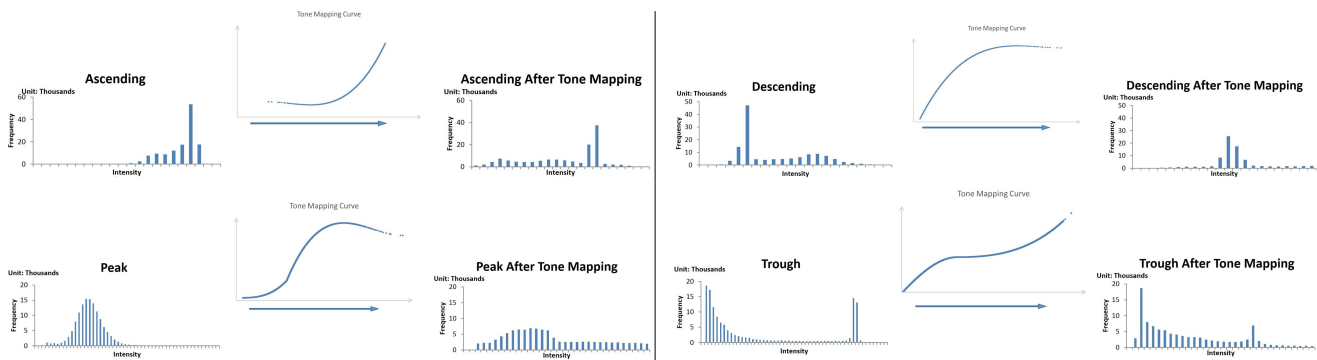 Tone Mapping Curve
Ascending
Unit: Thousands
60
40
20
0
Frequency
Intensity
Ascending After Tone Mapping
Unit: Thousands
60
40
20
0
Frequency
Intensity
Tone Mapping Curve
Descending
Unit: Thousands
50
40
30
20
10
0
Frequency
Intensity
Descending After Tone Mapping
Unit: Thousands
50
40
30
20
10
0
Frequency
Intensity
Tone Mapping Curve
Peak
Unit: Thousands
20
15
10
5
0
Frequency
Intensity
Peak After Tone Mapping
Unit: Thousands
20
15
10
5
0
Frequency
Intensity
Tone Mapping Curve
Trough
Unit: Thousands
20
15
10
5
0
Frequency
Intensity
Trough After Tone Mapping
Unit: Thousands
20
15
10
5
0
Frequency
Intensity